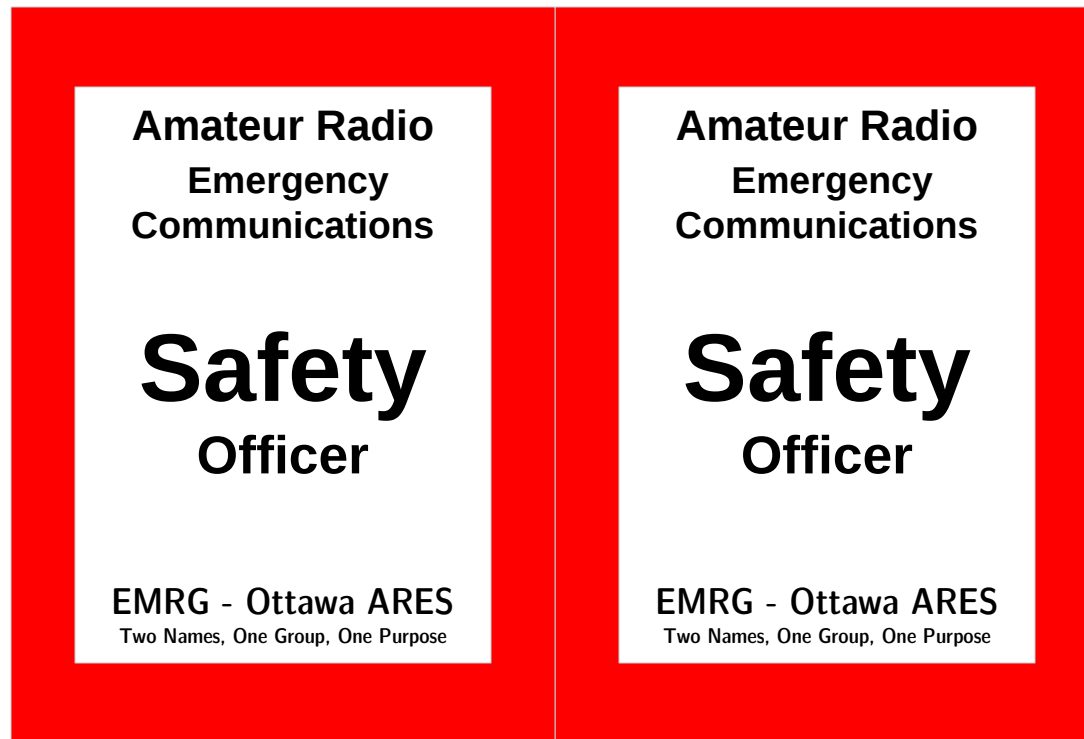 Amateur Radio
Emergency
Communications
Safety
Officer
EMRG - Ottawa ARES
Two Names, One Group, One Purpose
Amateur Radio
Emergency
Communications
Safety
Officer
EMRG - Ottawa ARES
Two Names, One Group, One Purpose